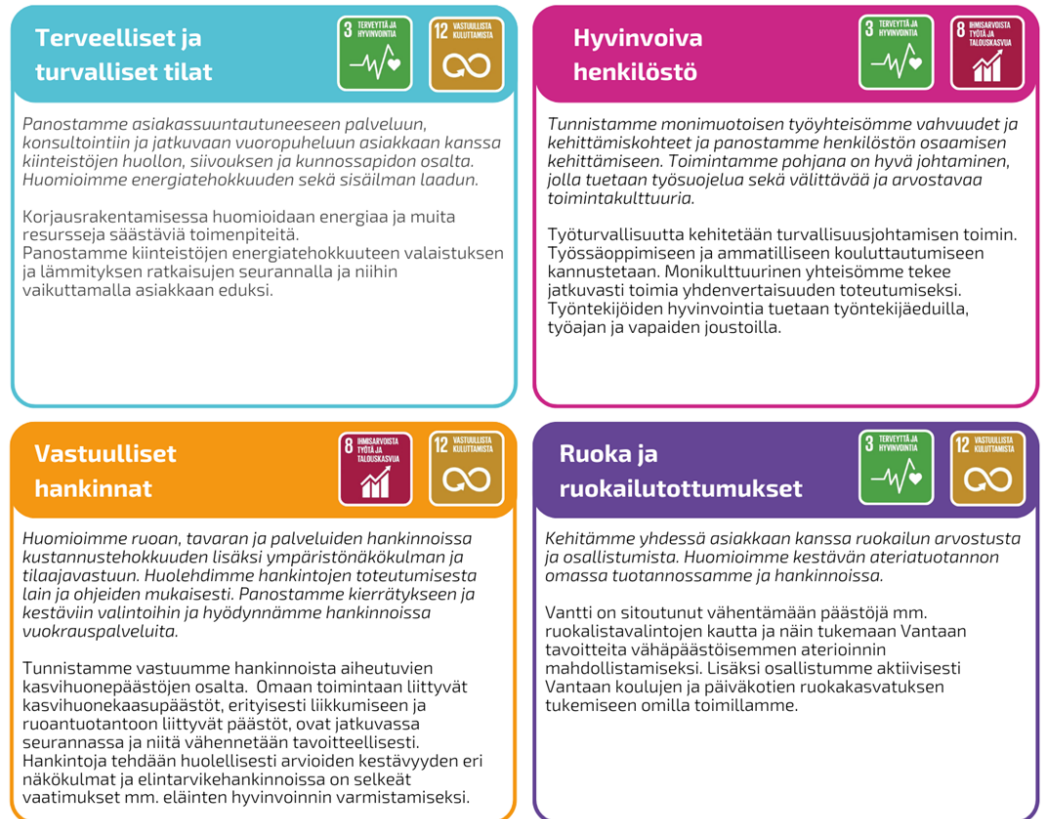 Terveelliset ja
turvalliset tilat
3 TERVEYTTÄ JA
HYVINVOINTIA
12 VASTUULLISTA
KULUTTAMISTA
Panostamme asiakassuuntautuneeseen palveluun,
konsultointiin ja jatkuvaan vuoropuheluun asiakkaan kanssa
kiinteistöjen huollon, siivouksen ja kunnossapidon osalta.
Huomioimme energiatehokkuuden sekä sisäilman laadun.
Korjausrakentamisessa huomioidaan energiaa ja muita
resursseja säästäviä toimenpiteitä.
Panostamme kiinteistöjen energiatehokkuuteen valaistuksen
ja lämmityksen ratkaisujen seurannalla ja niihin
vaikuttamalla asiakkaan eduksi.
Hyvinvoiva
henkilöstö
3 TERVEYTTÄ JA
HYVINVOINTIA
8 IHMISARVOISTA
TYÖTÄ JA
TALOUSKASVUA
Tunnistamme monimuotoisen työyhteisömme vahvuudet ja
kehittämiskohteet ja panostamme henkilöstön osaamisen
kehittämiseen. Toimintamme pohjana on hyvä johtaminen,
jolla tuetaan työsuojelua sekä välittävää ja arvostavaa
toimintakulttuuria.
Työturvallisuutta kehitetään turvallisuusjohtamisen toimin.
Työssäoppimiseen ja ammatilliseen kouluttautumiseen
kannustetaan. Monikulttuurinen yhteisömme tekee
jatkuvasti toimia yhdenvertaisuuden toteutumiseksi.
Työntekijöiden hyvinvointia tuetaan työntekijäeduilla,
työajan ja vapaiden joustoilla.
Vastuulliset
hankinnat
8 IHMISARVOISTA
TYÖTÄ JA
TALOUSKASVUA
12 VASTUULLISTA
KULUTTAMISTA
Huomioimme ruoan, tavaran ja palveluiden hankinnoissa
kustannustehokkuuden lisäksi ympäristönäkökulman ja
tilaajavastuun. Huolehdimme hankintojen toteutumisesta
lain ja ohjeiden mukaisesti. Panostamme kierrätykseen ja
kestäviin valintoihin ja hyödynnämme hankinnoissa
vuokrauspalveluita.
Tunnistamme vastuumme hankinnoista aiheutuvien
kasvihuonepäästöjen osalta. Omaan toimintaan liittyvät
kasvihuonekaasupäästöt, erityisesti liikkumiseen ja
ruoantuotantoon liittyvät päästöt, ovat jatkuvassa
seurannassa ja niitä vähennetään tavoitteellisesti.
Hankintoja tehdään huolellisesti arvioiden kestävyyden eri
näkökulmat ja elintarvikehankinnoissa on selkeät
vaatimukset mm. eläinten hyvinvoinnin varmistamiseksi.
Ruoka ja
ruokailutottumukset
3 TERVEYTTÄ JA
HYVINVOINTIA
12 VASTUULLISTA
KULUTTAMISTA
Kehitämme yhdessä asiakkaan kanssa ruokailun arvostusta
ja osallistumista. Huomioimme kestävän ateriatuotannon
omassa tuotannossamme ja hankinnoissa.
Vantti on sitoutunut vähentämään päästöjä mm.
ruokalistavalintojen kautta ja näin tukemaan Vantaan
tavoitteita vähäpäästöisemmen aterioinnin
mahdollistamiseksi. Lisäksi osallistumme aktiivisesti
Vantaan koulujen ja päiväkotien ruokakasvatuksen
tukemiseen omilla toimillamme.